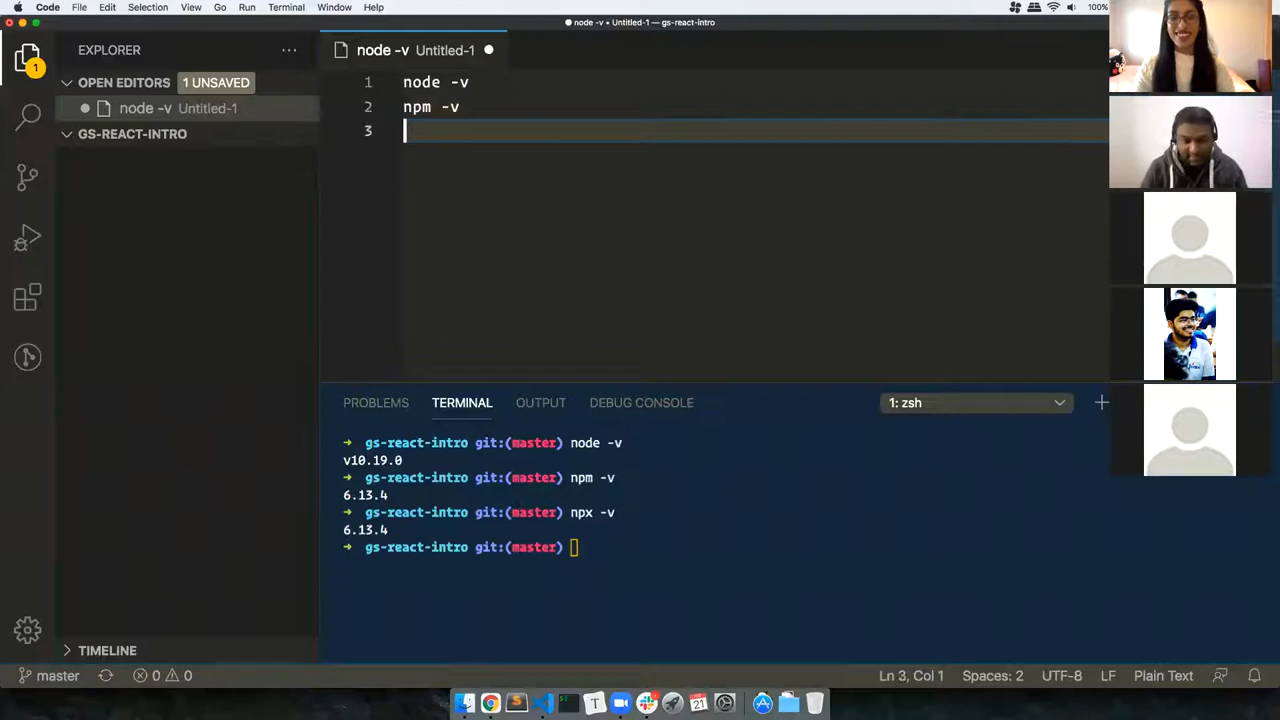 Code File Edit Selection View Go Run Terminal Window Help 100%
node -v • Untitled-1 — gs-react-intro
EXPLORER
node -v Untitled-1
OPEN EDITORS 1 UNSAVED
node -v Untitled-1
GS-REACT-INTRO
1
1 node -v
2 npm -v
3
PROBLEMS TERMINAL OUTPUT DEBUG CONSOLE 1: zsh
→ gs-react-intro git:(master) node -v
v10.19.0
→ gs-react-intro git:(master) npm -v
6.13.4
→ gs-react-intro git:(master) npx -v
6.13.4
→ gs-react-intro git:(master)
TIMELINE
master 0 0 Ln 3, Col 1 Spaces: 2 UTF-8 LF Plain Text
T 21